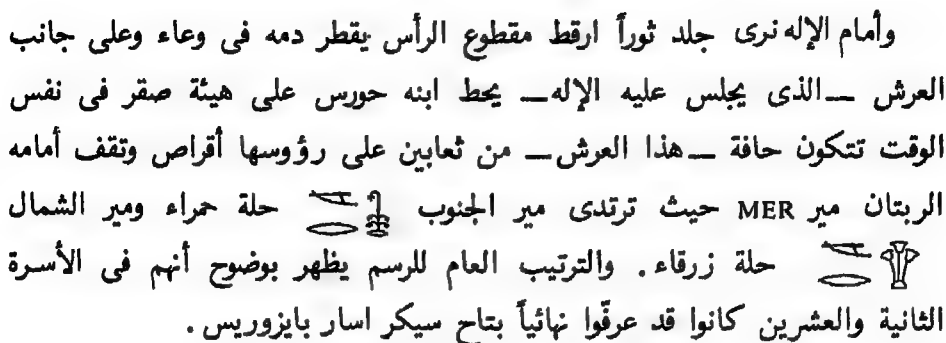 وأمام الإله نرى جلد ثوراً ارقط مقطوع الرأس يقطر دمه فى وعاء وعلى جانب
العرش ــ الذى يجلس عليه الإله ــ يحط ابنه حورس على هيئة صقر فى نفس
الوقت تتكون حافة ــ هذا العرش ــ من ثعابين على رؤوسها أقراص وتقف أمامه
الربتان مير MER حيث ترتدى مير الجنوب حلة حمراء ومير الشمال
حلة زرقاء . والترتيب العام للرسم يظهر بوضوح أنهم فى الأسرة
الثانية والعشرين كانوا قد عرفّوا نهائياً بتاح سيكر اسار بايزوريس .